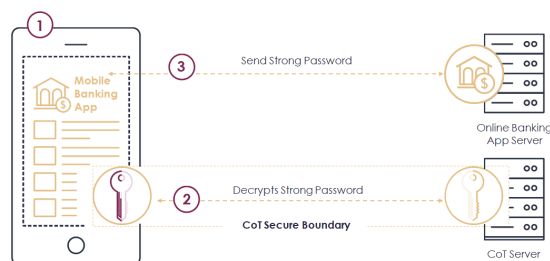 1
3
Send Strong Password
Mobile
Banking
App
$
$
Online Banking
App Server
Decrypts Strong Password
2
CoT Secure Boundary
CoT Server